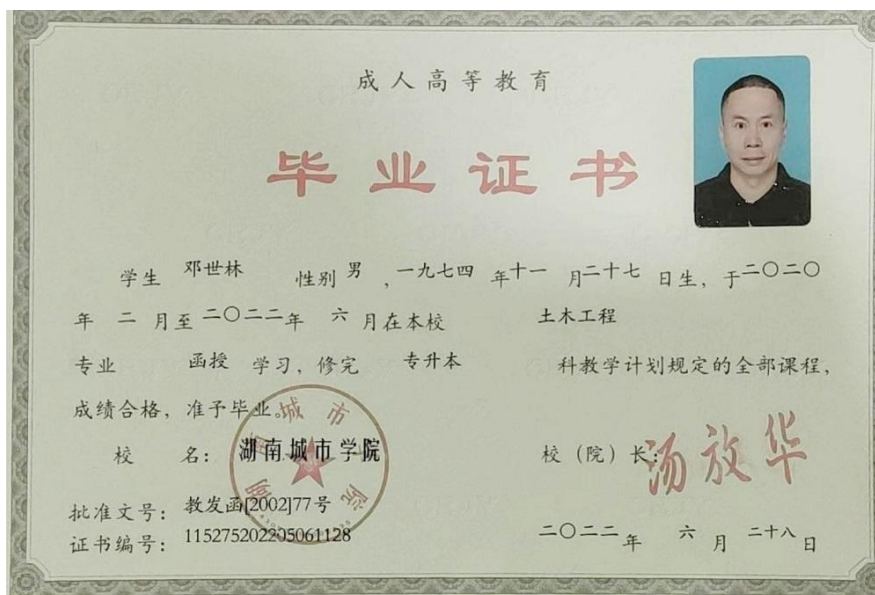 成人高等教育
毕业证书
学生 邓世林 性别 男 ,一九七四 年十一 月二十七 日生, 于二〇二〇
年 二 月至 二〇二二年 六 月在本校 土木工程
专业 函授 学习, 修完 专升本 科教学计划规定的全部课程,
成绩合格, 准予毕业。
校 名: 湖南城市学院
校 (院) 长: 汤放华
湖南城市学院
批准文号: 教发函[2002]77号
证书编号: 115275202205061128
二〇二二 年 六 月 二十八 日